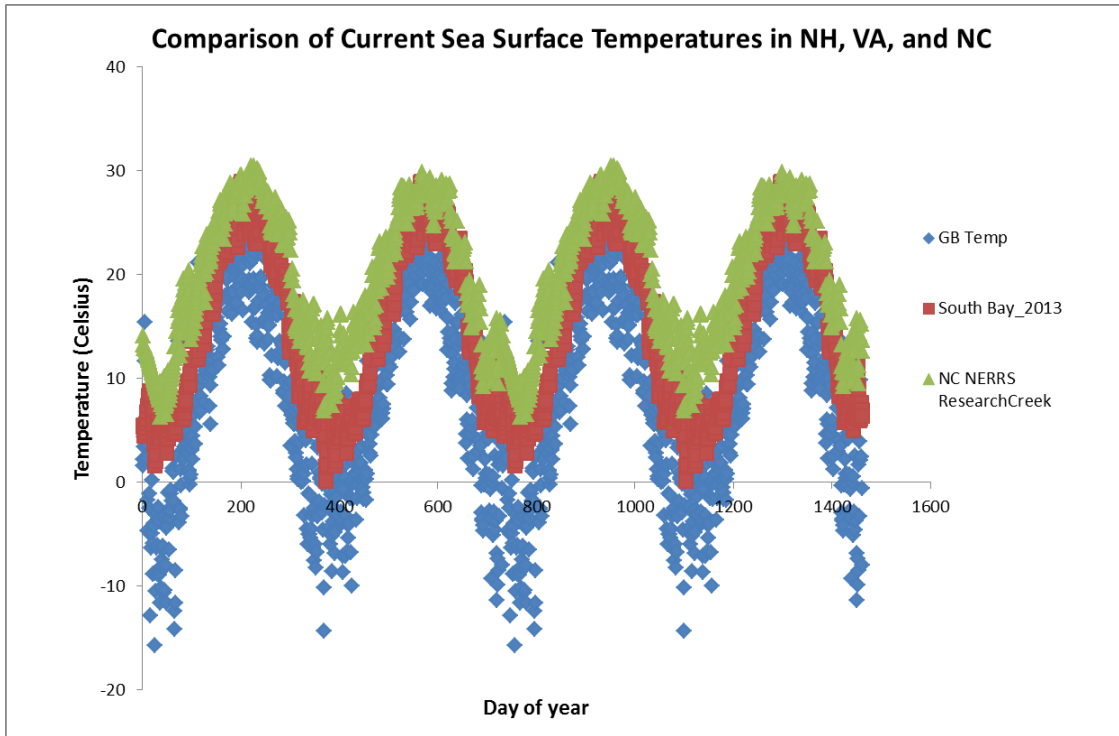 Comparison of Current Sea Surface Temperatures in NH, VA, and NC
40
30
20
10
0
-10
-20
Temperature (Celsius)
0
200
400
600
800
1000
1200
1400
1600
Day of year
GB Temp
South Bay_2013
NC NERRS
ResearchCreek